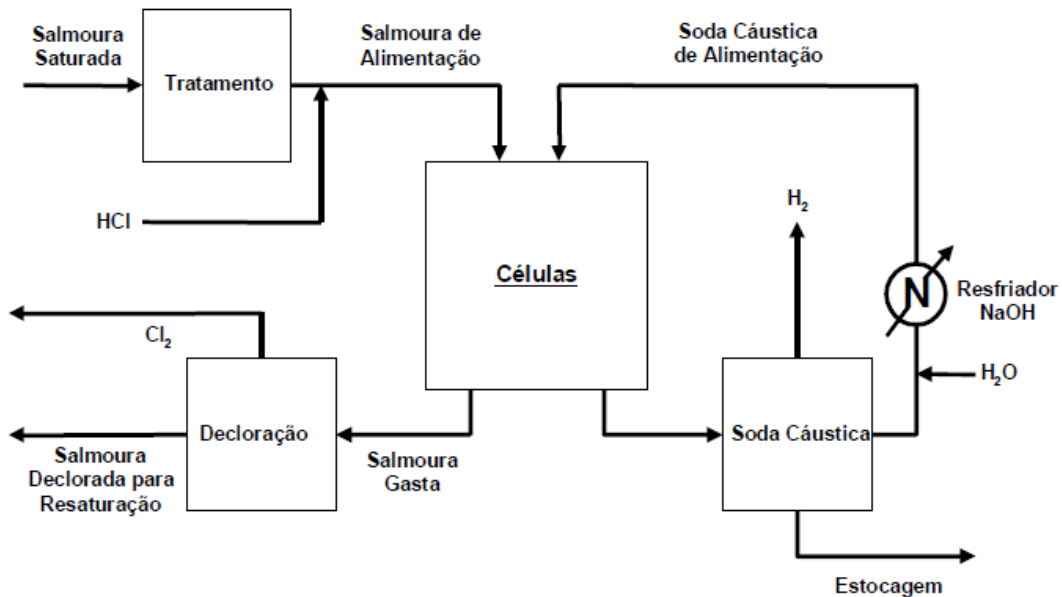 Salmoura
Saturada
Tratamento
Salmoura de
Alimentação
Soda Cáustica
de Alimentação
HCl
H₂
Células
N
Resfriador
NaOH
Cl₂
H₂O
Decloração
Soda Cáustica
Salmoura
Declorada para
Resaturação
Salmoura
Gasta
Estocagem